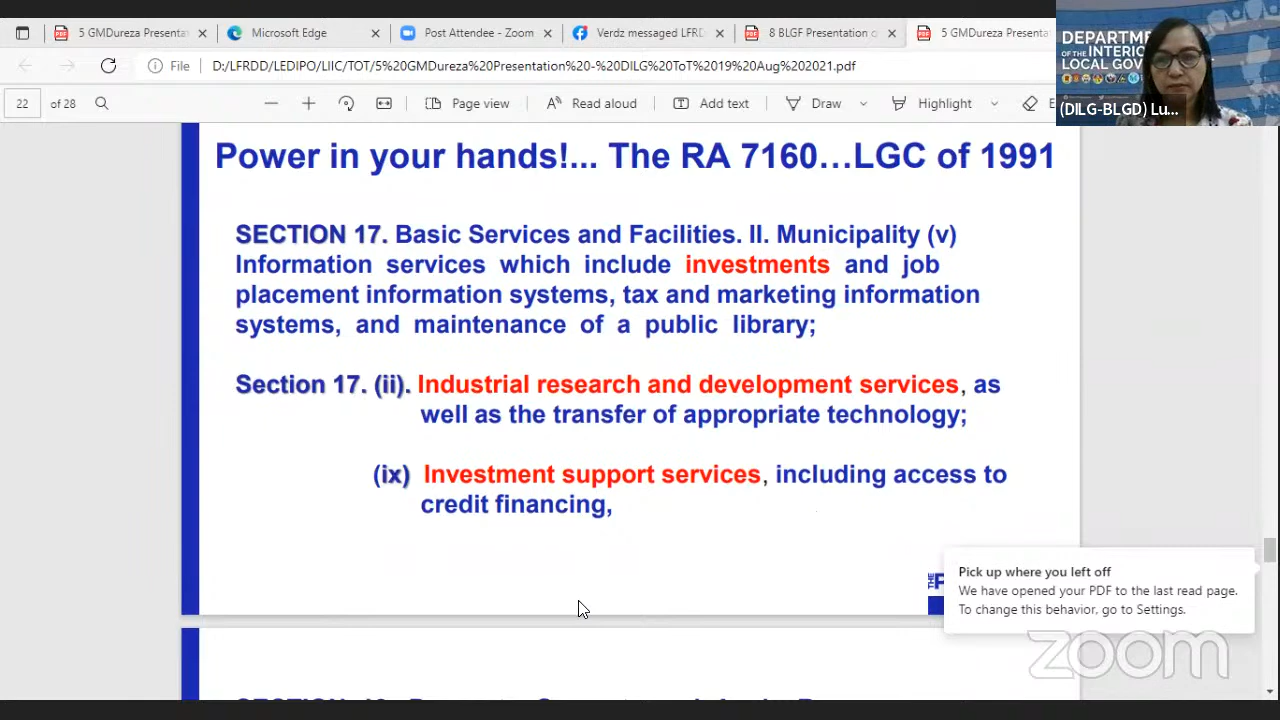 5 GMDureza Presenta
Microsoft Edge
Post Attendee - Zoom
Verdz messaged LFRD
8 BLGF Presentation o
5 GMDureza Presenta
File
D:/LFRDD/LEDIPO/LIIC/TOT/5%20GMDureza%20Presentation%20-%20DILG%20ToT%2019%20Aug%202021.pdf
22 of 28
Page view
Read aloud
Add text
Draw
Highlight
DEPARTME
OF THE INTERIO
LOCAL GOVE
(DILG-BLGD) Lu...
Power in your hands!... The RA 7160…LGC of 1991
SECTION 17. Basic Services and Facilities. II. Municipality (v)
Information services which include investments and job
placement information systems, tax and marketing information
systems, and maintenance of a public library;
Section 17. (ii). Industrial research and development services, as
well as the transfer of appropriate technology;
(ix) Investment support services, including access to
credit financing,
THE P
Pick up where you left off
We have opened your PDF to the last read page.
To change this behavior, go to Settings.
zoom